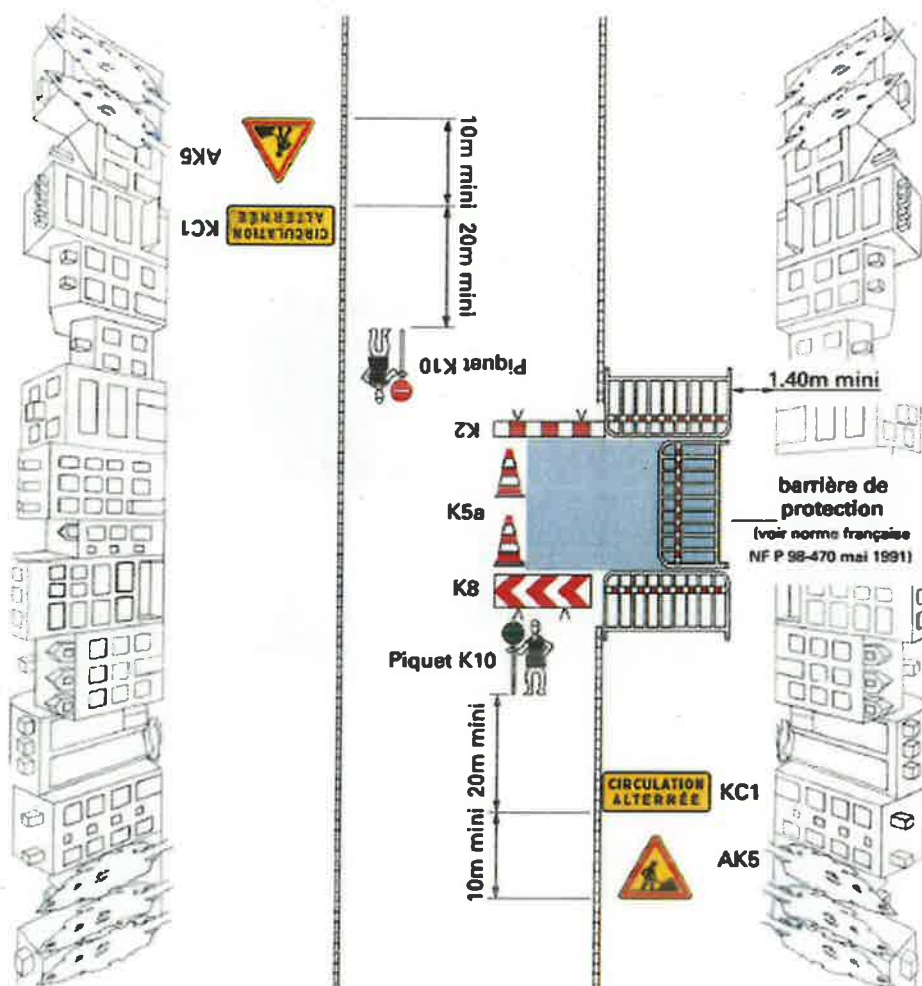 10m mini
AK5
CIRCULATION
ALTERNÉE
KC1
20m mini
Piquet K10
1.40m mini
K2
barrière de
protection
(voir norme française
NF P 98-470 mai 1991)
K5a
K8
Piquet K10
20m mini
CIRCULATION
ALTERNÉE
KC1
10m mini
AK5